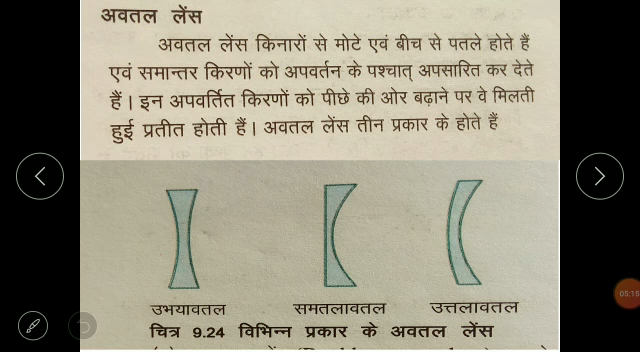 अवतल लेंस
अवतल लेंस किनारों से मोटे एवं बीच से पतले होते हैं
एवं समान्तर किरणों को अपवर्तन के पश्चात् अपसारित कर देते
हैं। इन अपवर्तित किरणों को पीछे की ओर बढ़ाने पर वे मिलती
हुई प्रतीत होती हैं। अवतल लेंस तीन प्रकार के होते हैं
उभयावतल समतलावतल उत्तलावतल
चित्र 9.24 विभिन्न प्रकार के अवतल लेंस
05:15